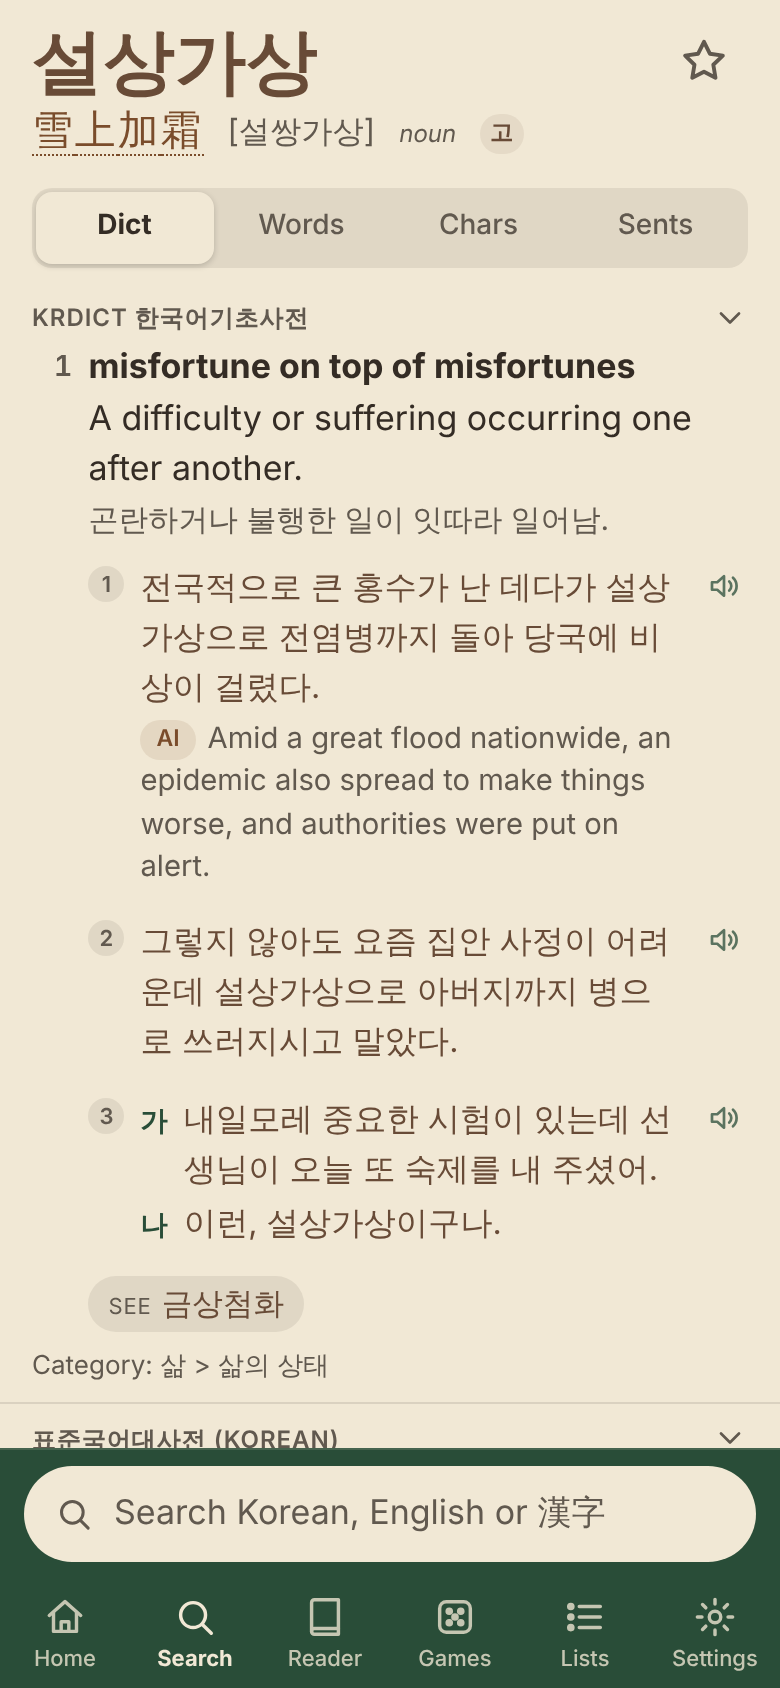 설상가상
雪上加霜 [설쌍가상] noun 고
Dict Words Chars Sents
KRDICT 한국어기초사전
1 misfortune on top of misfortunes
A difficulty or suffering occurring one
after another.
곤란하거나 불행한 일이 잇따라 일어남.
1 전국적으로 큰 홍수가 난 데다가 설상
가상으로 전염병까지 돌아 당국에 비
상이 걸렸다.
AI Amid a great flood nationwide, an
epidemic also spread to make things
worse, and authorities were put on
alert.
2 그렇지 않아도 요즘 집안 사정이 어려
운데 설상가상으로 아버지까지 병으
로 쓰러지시고 말았다.
3 가 내일모레 중요한 시험이 있는데 선
생님이 오늘 또 숙제를 내 주셨어.
나 이런, 설상가상이구나.
SEE 금상첨화
Category: 삶 > 삶의 상태
표준국어대사전 (KOREAN)
Search Korean, English or 漢字
Home Search Reader Games Lists Settings